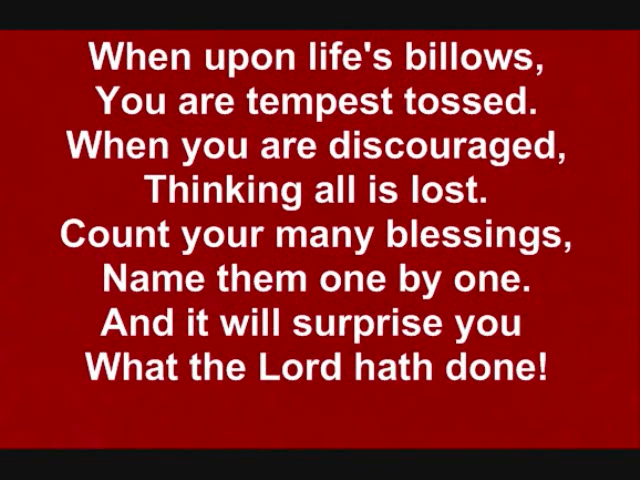 When upon life's billows,
You are tempest tossed.
When you are discouraged,
Thinking all is lost.
Count your many blessings,
Name them one by one.
And it will surprise you
What the Lord hath done!